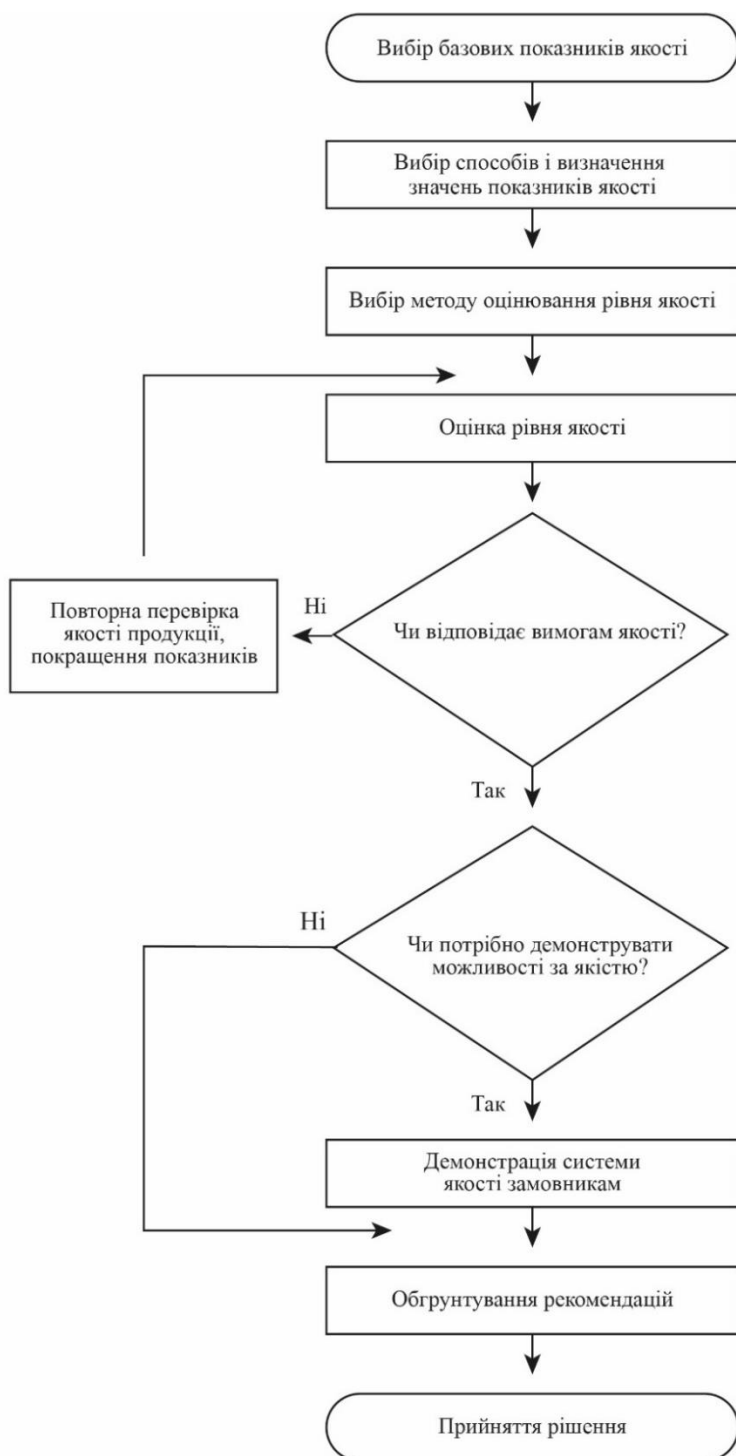 Вибір базових показників якості
Вибір способів і визначення
значень показників якості
Вибір методу оцінювання рівня якості
Оцінка рівня якості
Повторна перевірка
якості продукції,
покращення показників
Ні
Чи відповідає вимогам якості?
Так
Ні
Чи потрібно демонструвати
можливості за якістю?
Так
Демонстрація системи
якості замовникам
Обгрунтування рекомендацій
Прийняття рішення